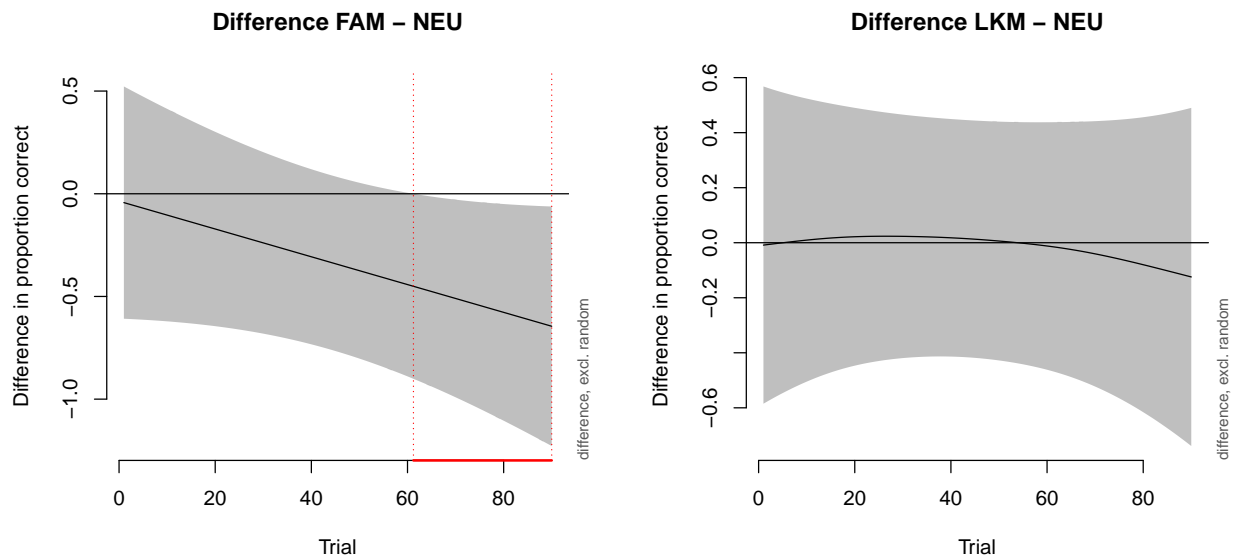 Difference FAM – NEU
Difference in proportion correct
0.5
0.0
−0.5
−1.0
0 20 40 60 80
Trial
difference, excl. random
Difference LKM – NEU
Difference in proportion correct
0.6
0.4
0.2
0.0
−0.2
−0.6
0 20 40 60 80
Trial
difference, excl. random